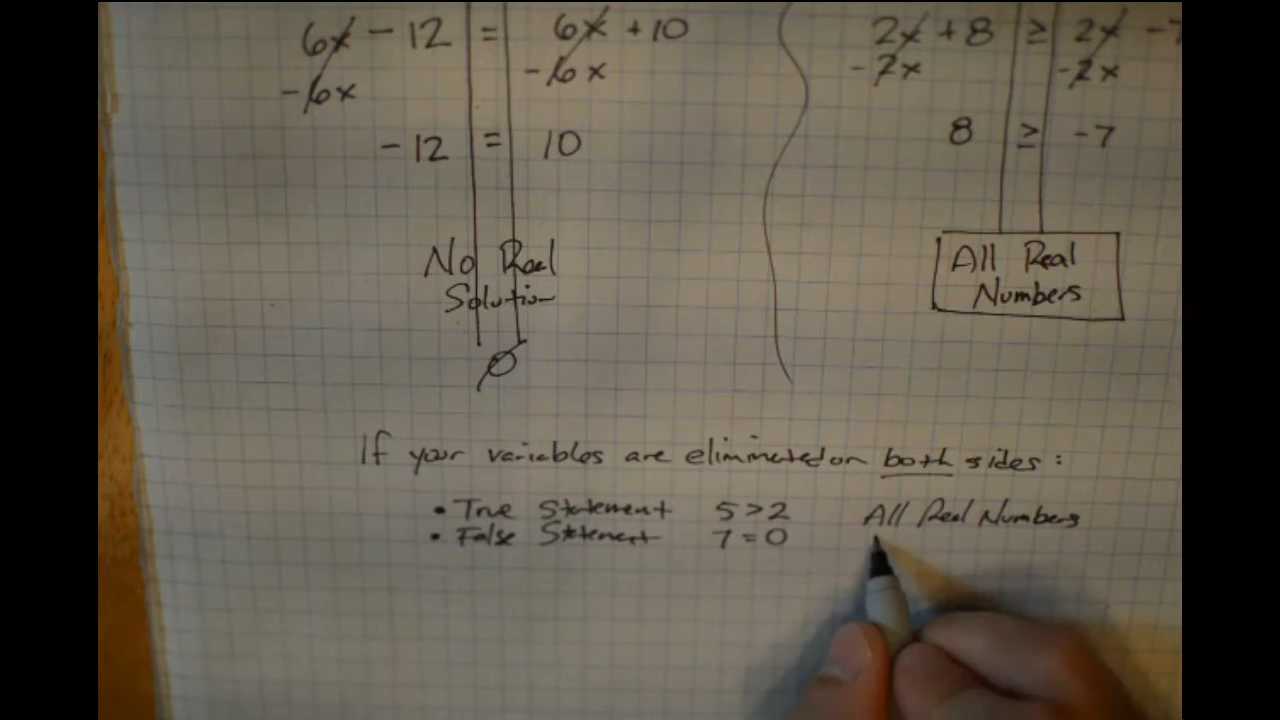 6x - 12 = 6x + 10
-6x
-6x
-12 = 10
No Real
Solution
∅
2x + 8 ≥ 2x - 7
-2x -2x
8 ≥ -7
All Real
Numbers
If your variables are eliminated on both sides:
• True Statement 5 > 2 All Real Numbers
• False Statement 7 = 0